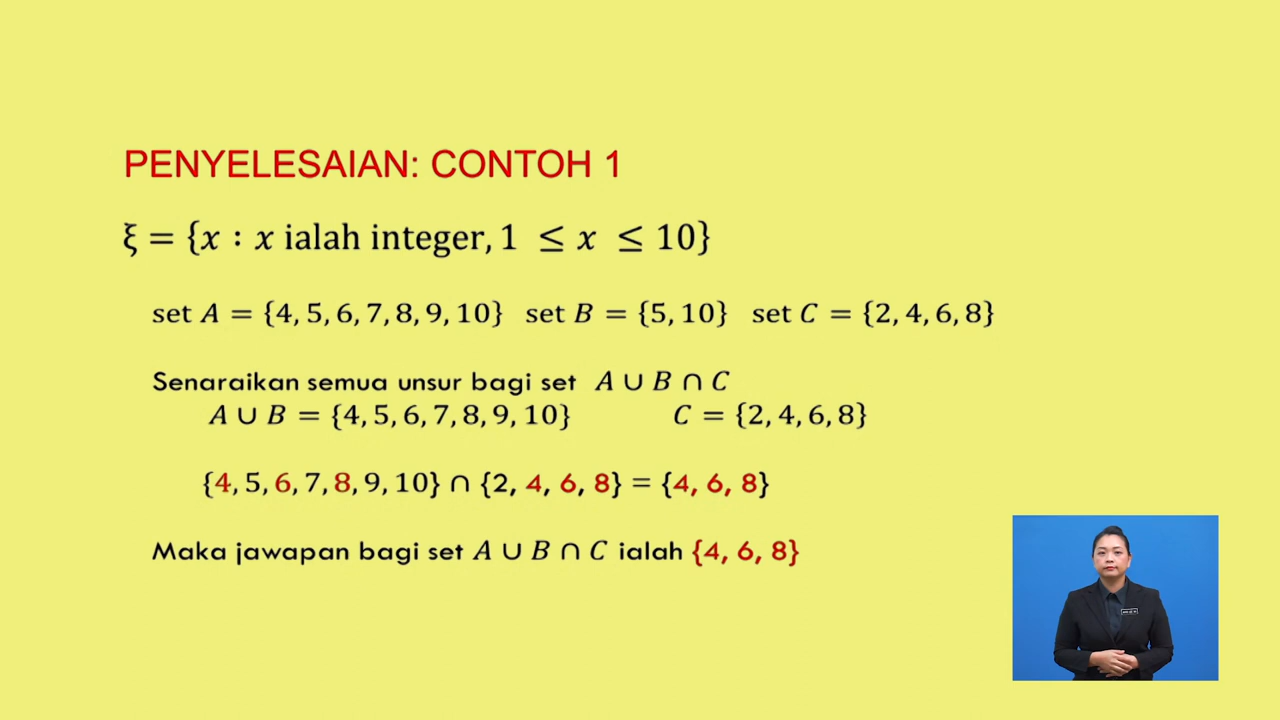 PENYELESAIAN: CONTOH 1
ξ = {x : x ialah integer, 1 ≤ x ≤ 10}
set A = {4, 5, 6, 7, 8, 9, 10} set B = {5, 10} set C = {2, 4, 6, 8}
Senaraikan semua unsur bagi set A ∪ B ∩ C
A ∪ B = {4, 5, 6, 7, 8, 9, 10} C = {2, 4, 6, 8}
{4, 5, 6, 7, 8, 9, 10} ∩ {2, 4, 6, 8} = {4, 6, 8}
Maka jawapan bagi set A ∪ B ∩ C ialah {4, 6, 8}